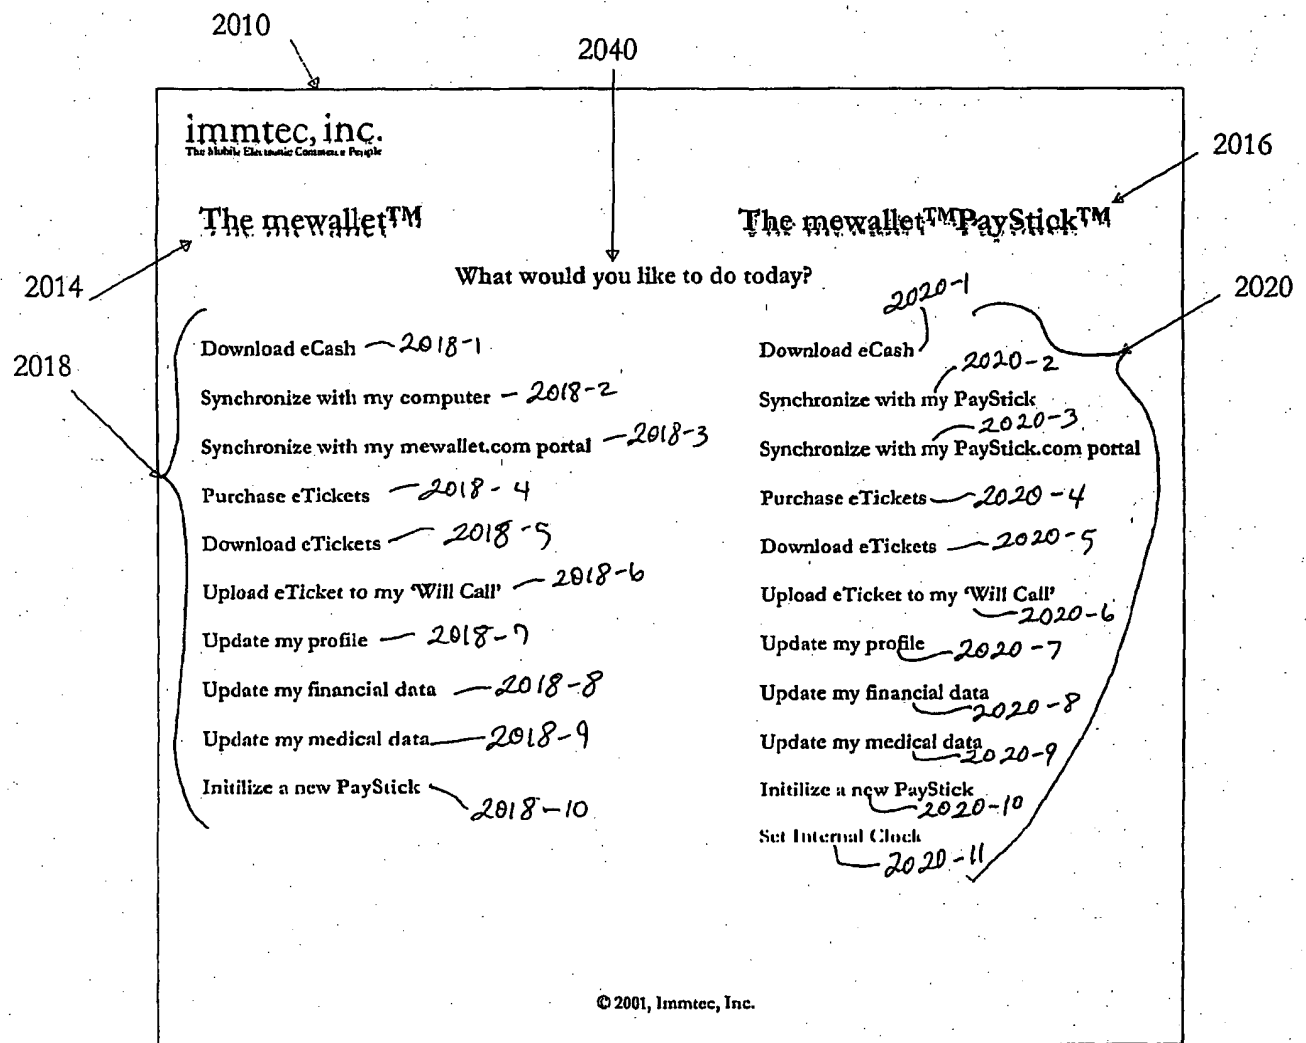 2010
2040
immtec, inc.
The Mobile Electronic Commerce People
2016
The mewallet™
The mewallet™PayStick™
2014
What would you like to do today?
2020-1
2020
2018
Download eCash 2018-1
Download eCash
2020-2
Synchronize with my computer 2018-2
Synchronize with my PayStick
2020-3
Synchronize with my mewallet.com portal 2018-3
Synchronize with my PayStick.com portal
Purchase eTickets 2018-4
Purchase eTickets 2020-4
Download eTickets 2018-5
Download eTickets 2020-5
Upload eTicket to my 'Will Call' 2018-6
Upload eTicket to my 'Will Call'
2020-6
Update my profile 2018-7
Update my profile 2020-7
Update my financial data 2018-8
Update my financial data
2020-8
Update my medical data 2018-9
Update my medical data
2020-9
Initilize a new PayStick
2018-10
Initilize a new PayStick
2020-10
Set Internal Clock
2020-11
© 2001, Immtec, Inc.